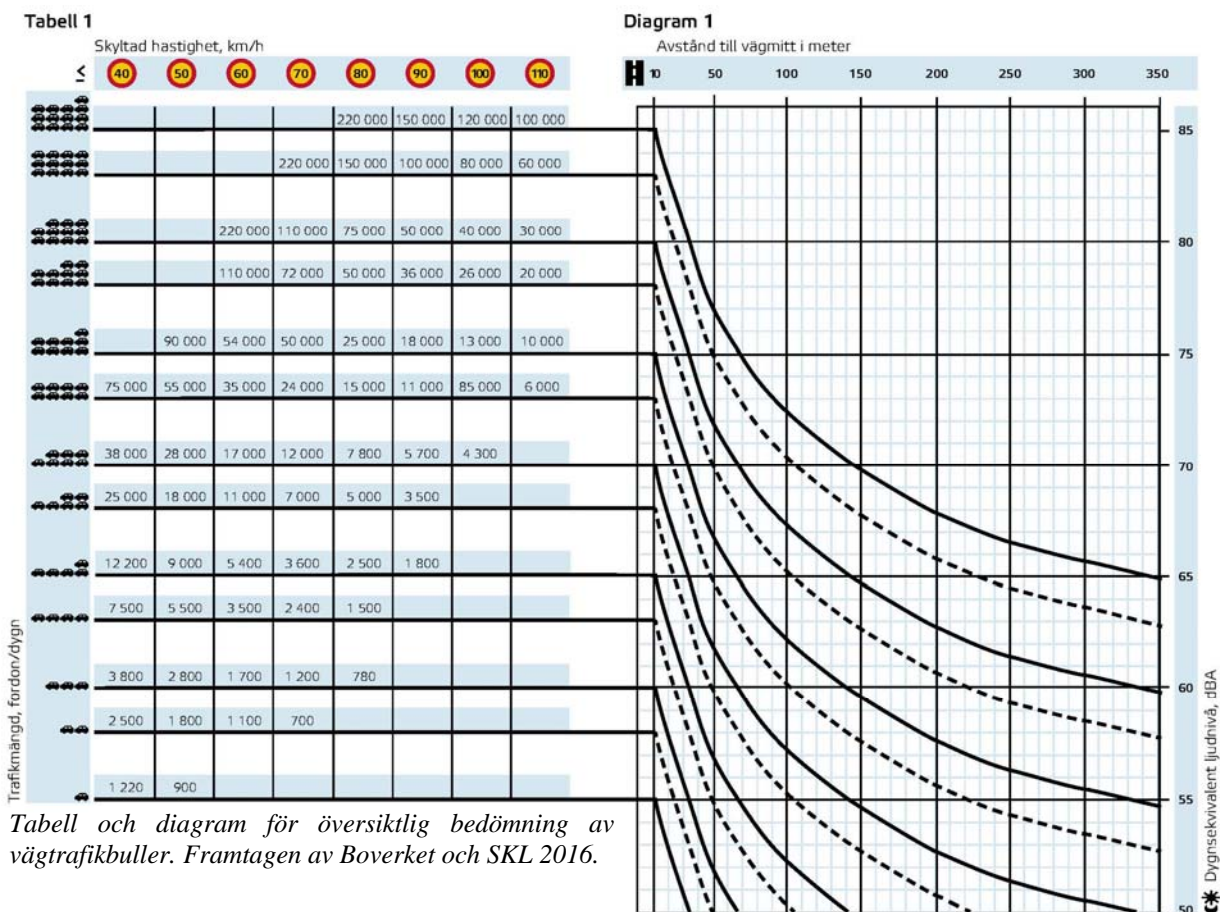 Tabell 1
Skyltad hastighet, km/h
≤ 40 50 60 70 80 90 100 110
220 000 150 000 120 000 100 000
220 000 150 000 100 000 80 000 60 000
220 000 110 000 75 000 50 000 40 000 30 000
110 000 72 000 50 000 36 000 26 000 20 000
90 000 54 000 50 000 25 000 18 000 13 000 10 000
75 000 55 000 35 000 24 000 15 000 11 000 85 000 6 000
38 000 28 000 17 000 12 000 7 800 5 700 4 300
25 000 18 000 11 000 7 000 5 000 3 500
12 200 9 000 5 400 3 600 2 500 1 800
7 500 5 500 3 500 2 400 1 500
3 800 2 800 1 700 1 200 780
2 500 1 800 1 100 700
1 220 900
Trafikmängd, fordon/dygn
Tabell och diagram för översiktlig bedömning av
vägtrafikbuller. Framtagen av Boverket och SKL 2016.
Diagram 1
Avstånd till vägmitt i meter
10 50 100 150 200 250 300 350
85
80
75
70
65
60
55
50
Dygnsekvivalent ljudnivå, dBA